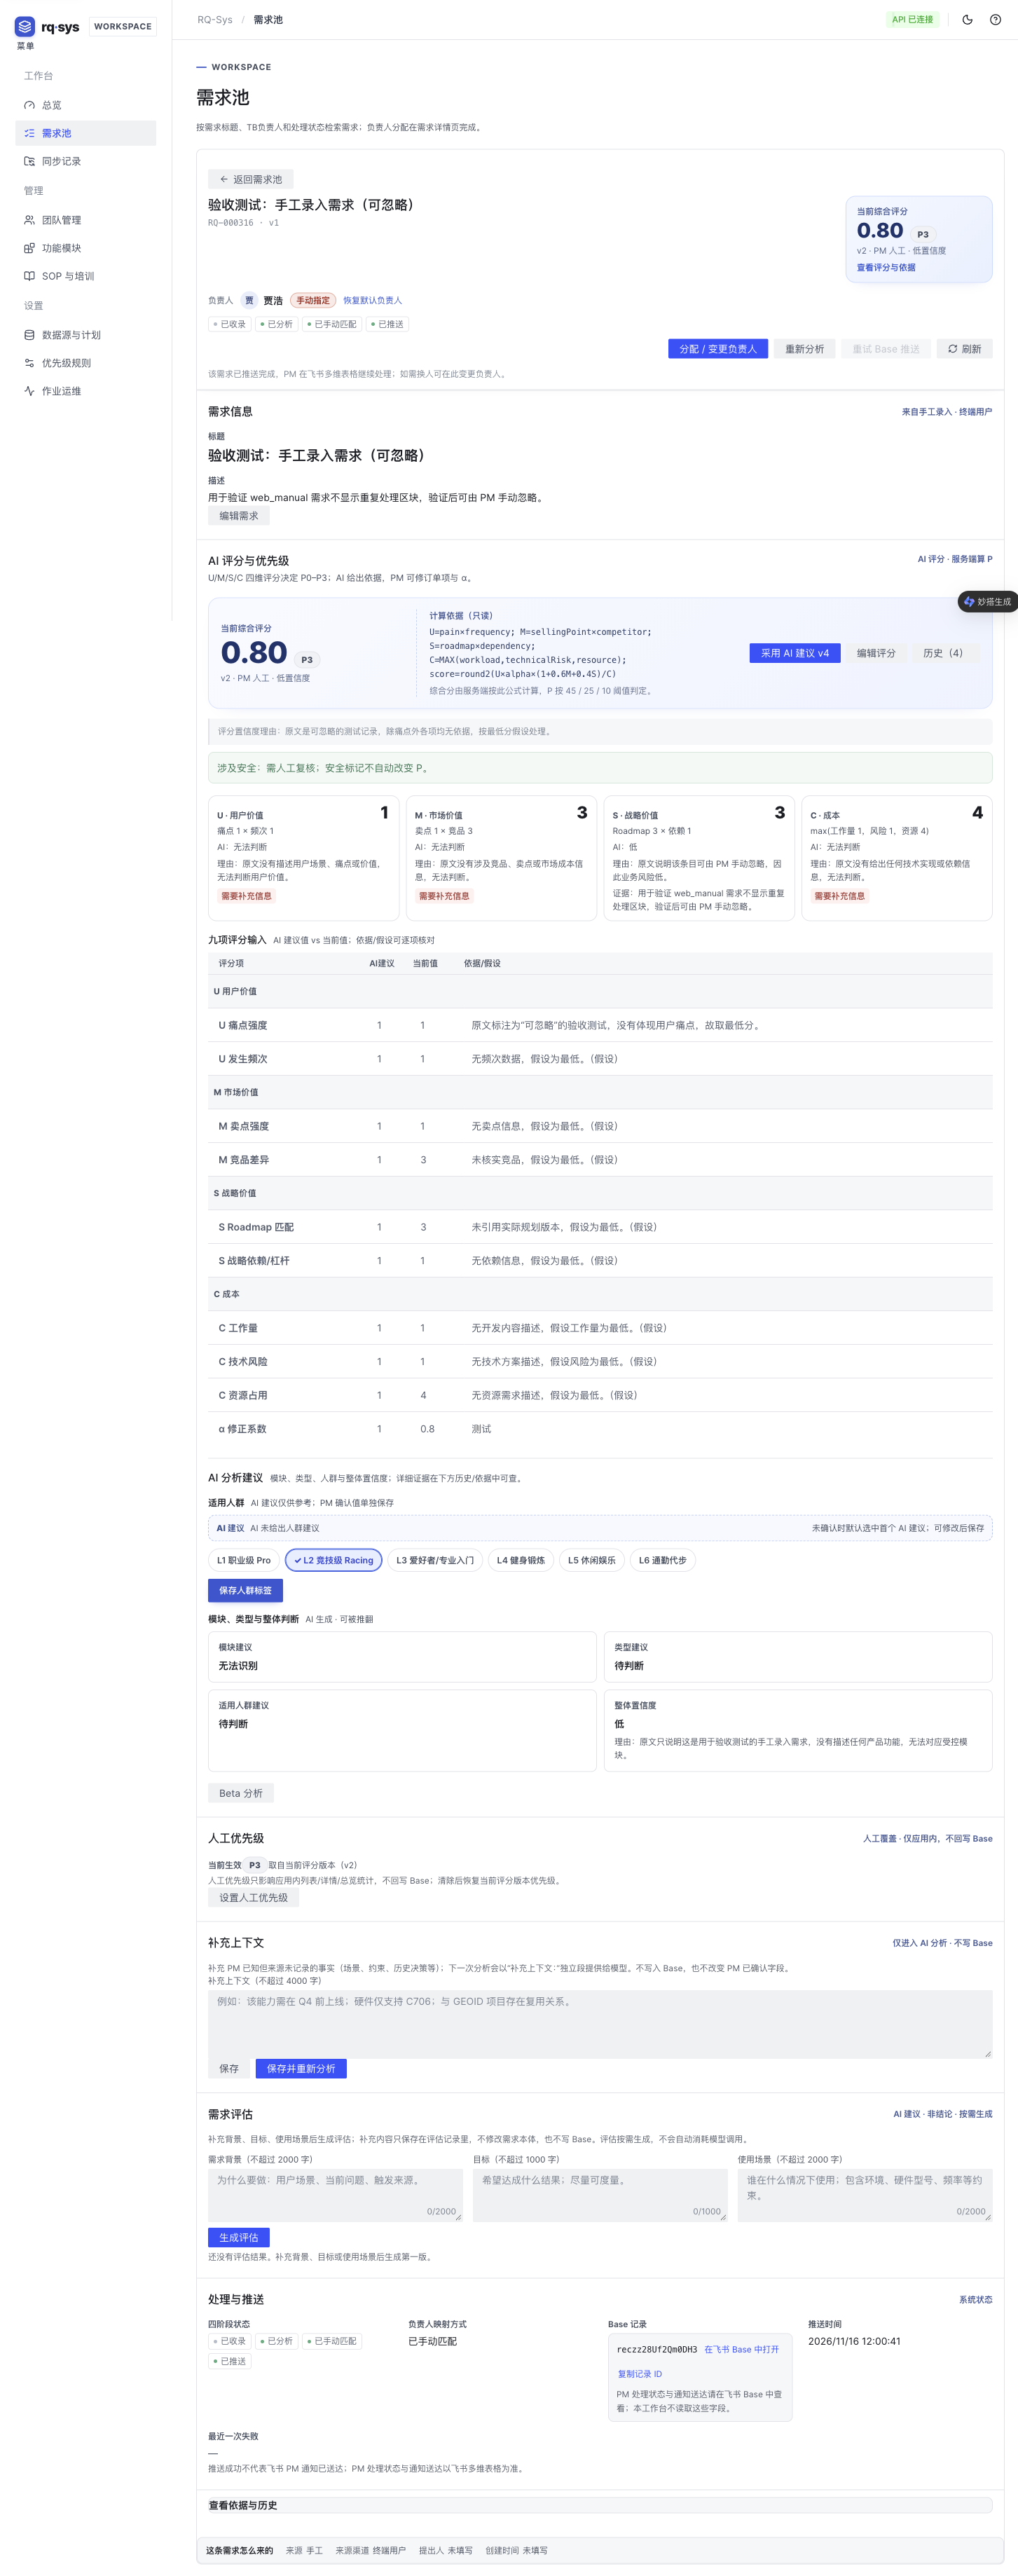 rq·sys WORKSPACE
菜单
工作台
总览
需求池
同步记录
管理
团队管理
功能模块
SOP 与培训
设置
数据源与计划
优先级规则
作业运维
RQ-Sys / 需求池
API 已连接
WORKSPACE
需求池
按需求标题、TB负责人和处理状态检索需求；负责人分配在需求详情页完成。
返回需求池
验收测试：手工录入需求（可忽略）
RQ-000316 · v1
当前综合评分
0.80 P3
v2 · PM 人工 · 低置信度
查看评分与依据
负责人 贾 贾浩 手动指定 恢复默认负责人
已收录 已分析 已手动匹配 已推送
分配 / 变更负责人 重新分析 重试 Base 推送 刷新
该需求已推送完成，PM 在飞书多维表格继续处理；如需换人可在此变更负责人。
需求信息
来自手工录入 · 终端用户
标题
验收测试：手工录入需求（可忽略）
描述
用于验证 web_manual 需求不显示重复处理区块，验证后可由 PM 手动忽略。
编辑需求
AI 评分与优先级
AI 评分 · 服务端算 P
U/M/S/C 四维评分决定 P0–P3；AI 给出依据，PM 可修订单项与 α。
妙搭生成
当前综合评分
0.80 P3
v2 · PM 人工 · 低置信度
计算依据（只读）
U=pain×frequency; M=sellingPoint×competitor;
S=roadmap×dependency;
C=MAX(workload,technicalRisk,resource);
score=round2(U×alpha×(1+0.6M+0.4S)/C)
综合分由服务端按此公式计算，P 按 45 / 25 / 10 阈值判定。
采用 AI 建议 v4 编辑评分 历史（4）
评分置信度理由：原文是可忽略的测试记录，除痛点外各项均无依据，按最低分假设处理。
涉及安全：需人工复核；安全标记不自动改变 P。
U · 用户价值 1
痛点 1 × 频次 1
AI：无法判断
理由：原文没有描述用户场景、痛点或价值，
无法判断用户价值。
需要补充信息
M · 市场价值 3
卖点 1 × 竞品 3
AI：无法判断
理由：原文没有涉及竞品、卖点或市场成本信
息，无法判断。
需要补充信息
S · 战略价值 3
Roadmap 3 × 依赖 1
AI：低
理由：原文说明该条目可由 PM 手动忽略，因
此业务风险低。
证据：用于验证 web_manual 需求不显示重复
处理区块，验证后可由 PM 手动忽略。
C · 成本 4
max(工作量 1，风险 1，资源 4)
AI：无法判断
理由：原文没有给出任何技术实现或依赖信
息，无法判断。
需要补充信息
九项评分输入 AI 建议值 vs 当前值；依据/假设可逐项核对
评分项 AI建议 当前值 依据/假设
U 用户价值
U 痛点强度 1 1 原文标注为“可忽略”的验收测试，没有体现用户痛点，故取最低分。
U 发生频次 1 1 无频次数据，假设为最低。（假设）
M 市场价值
M 卖点强度 1 1 无卖点信息，假设为最低。（假设）
M 竞品差异 1 3 未核实竞品，假设为最低。（假设）
S 战略价值
S Roadmap 匹配 1 3 未引用实际规划版本，假设为最低。（假设）
S 战略依赖/杠杆 1 1 无依赖信息，假设为最低。（假设）
C 成本
C 工作量 1 1 无开发内容描述，假设工作量为最低。（假设）
C 技术风险 1 1 无技术方案描述，假设风险为最低。（假设）
C 资源占用 1 4 无资源需求描述，假设为最低。（假设）
α 修正系数 1 0.8 测试
AI 分析建议 模块、类型、人群与整体置信度；详细证据在下方历史/依据中可查。
适用人群 AI 建议仅供参考；PM 确认值单独保存
AI 建议 AI 未给出人群建议
未确认时默认选中首个 AI 建议；可修改后保存
L1 职业级 Pro ✓ L2 竞技级 Racing L3 爱好者/专业入门 L4 健身锻炼 L5 休闲娱乐 L6 通勤代步
保存人群标签
模块、类型与整体判断 AI 生成 · 可被推翻
模块建议
无法识别
类型建议
待判断
适用人群建议
待判断
整体置信度
低
理由：原文只说明这是用于验收测试的手工录入需求，没有描述任何产品功能，无法对应受控模
块。
Beta 分析
人工优先级
人工覆盖 · 仅应用内，不回写 Base
当前生效 P3 取自当前评分版本（v2）
人工优先级只影响应用内列表/详情/总览统计，不回写 Base；清除后恢复当前评分版本优先级。
设置人工优先级
补充上下文
仅进入 AI 分析 · 不写 Base
补充 PM 已知但来源未记录的事实（场景、约束、历史决策等）；下一次分析会以“补充上下文：”独立段提供给模型。不写入 Base，也不改变 PM 已确认字段。
补充上下文（不超过 4000 字）
例如：该能力需在 Q4 前上线；硬件仅支持 C706；与 GEOID 项目存在复用关系。
保存 保存并重新分析
需求评估
AI 建议 · 非结论 · 按需生成
补充背景、目标、使用场景后生成评估；补充内容只保存在评估记录里，不修改需求本体，也不写 Base。评估按需生成，不会自动消耗模型调用。
需求背景（不超过 2000 字） 目标（不超过 1000 字） 使用场景（不超过 2000 字）
为什么要做：用户场景、当前问题、触发来源。
0/2000
希望达成什么结果；尽量可度量。
0/1000
谁在什么情况下使用；包含环境、硬件型号、频率等约
束。
0/2000
生成评估
还没有评估结果。补充背景、目标或使用场景后生成第一版。
处理与推送
系统状态
四阶段状态
已收录 已分析 已手动匹配
已推送
负责人映射方式
已手动匹配
Base 记录
reczz28Uf2Qm0DH3 在飞书 Base 中打开
复制记录 ID
PM 处理状态与通知送达请在飞书 Base 中查
看；本工作台不读取这些字段。
推送时间
2026/11/16 12:00:41
最近一次失败
—
推送成功不代表飞书 PM 通知已送达；PM 处理状态与通知送达以飞书多维表格为准。
查看依据与历史
这条需求怎么来的 来源 手工 来源渠道 终端用户 提出人 未填写 创建时间 未填写